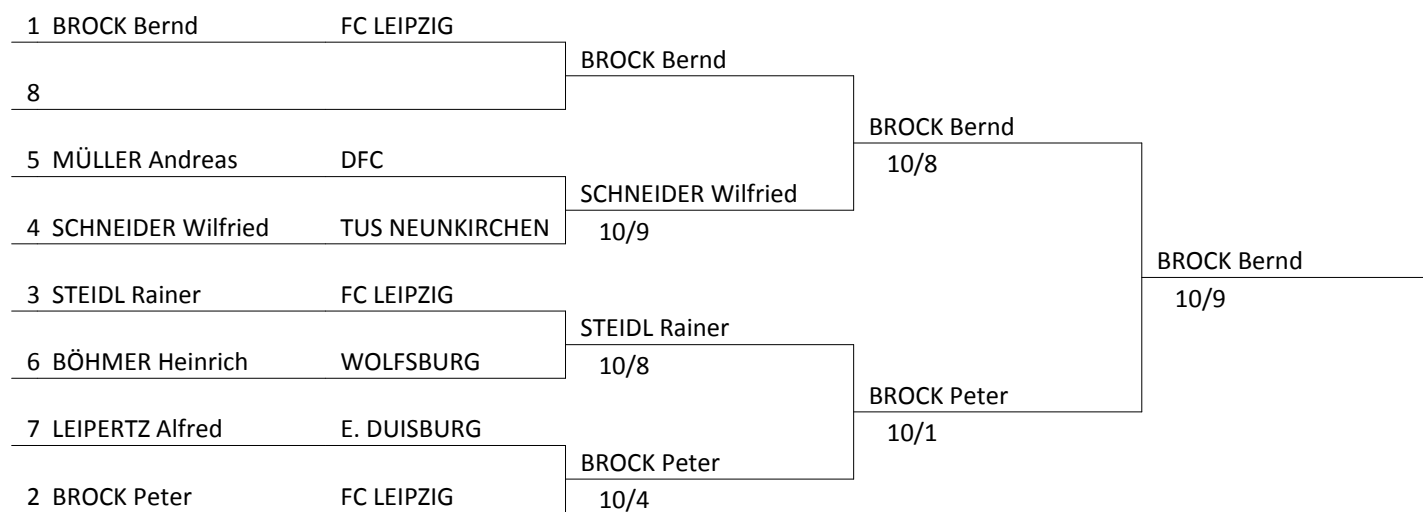 1 BROCK Bernd FC LEIPZIG
BROCK Bernd
8
BROCK Bernd
5 MÜLLER Andreas DFC
10/8
SCHNEIDER Wilfried
4 SCHNEIDER Wilfried TUS NEUNKIRCHEN
10/9
BROCK Bernd
3 STEIDL Rainer FC LEIPZIG
10/9
STEIDL Rainer
6 BÖHMER Heinrich WOLFSBURG
10/8
BROCK Peter
7 LEIPERTZ Alfred E. DUISBURG
10/1
BROCK Peter
2 BROCK Peter FC LEIPZIG
10/4